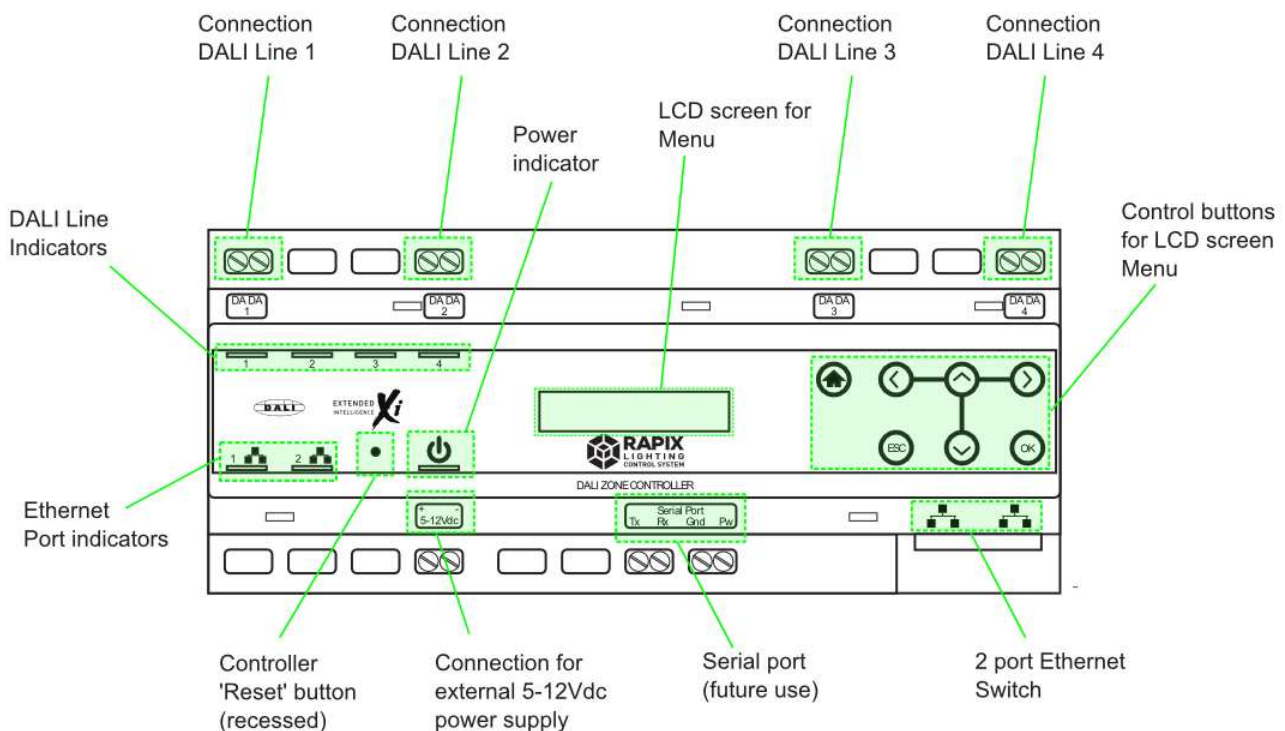 Connection
DALI Line 1
Connection
DALI Line 2
Connection
DALI Line 3
Connection
DALI Line 4
LCD screen for
Menu
Power
indicator
DALI Line
Indicators
Control buttons
for LCD screen
Menu
DA DA
1
DA DA
2
DA DA
3
DA DA
4
1
2
3
4
DALI
EXTENDED
INTELLIGENCE
Xi
1
2
RAPIX
LIGHTING
CONTROL SYSTEM
ESC
OK
DALI ZONE CONTROLLER
Ethernet
Port indicators
+ -
5-12Vdc
Serial Port
Tx Rx Gnd Pw
Controller
'Reset' button
(recessed)
Connection for
external 5-12Vdc
power supply
Serial port
(future use)
2 port Ethernet
Switch